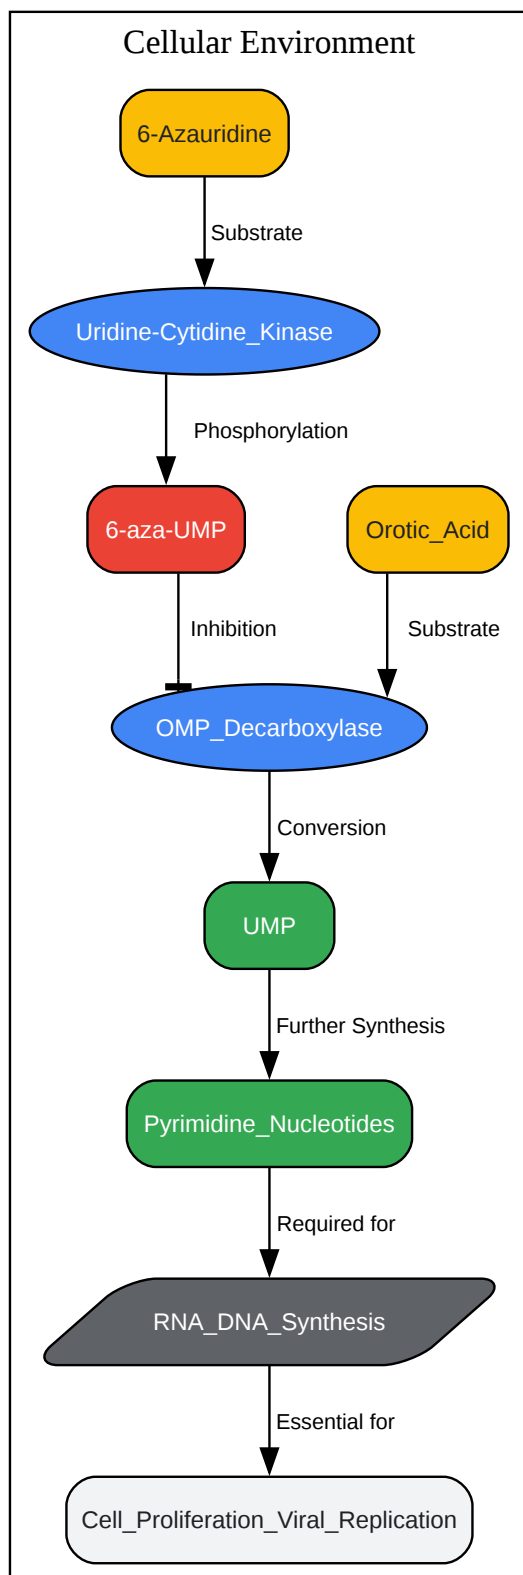 Cellular Environment
6-Azauridine
Substrate
Uridine-Cytidine_Kinase
Phosphorylation
6-aza-UMP
Orotic_Acid
Inhibition
Substrate
OMP_Decarboxylase
Conversion
UMP
Further Synthesis
Pyrimidine_Nucleotides
Required for
RNA_DNA_Synthesis
Essential for
Cell_Proliferation_Viral_Replication